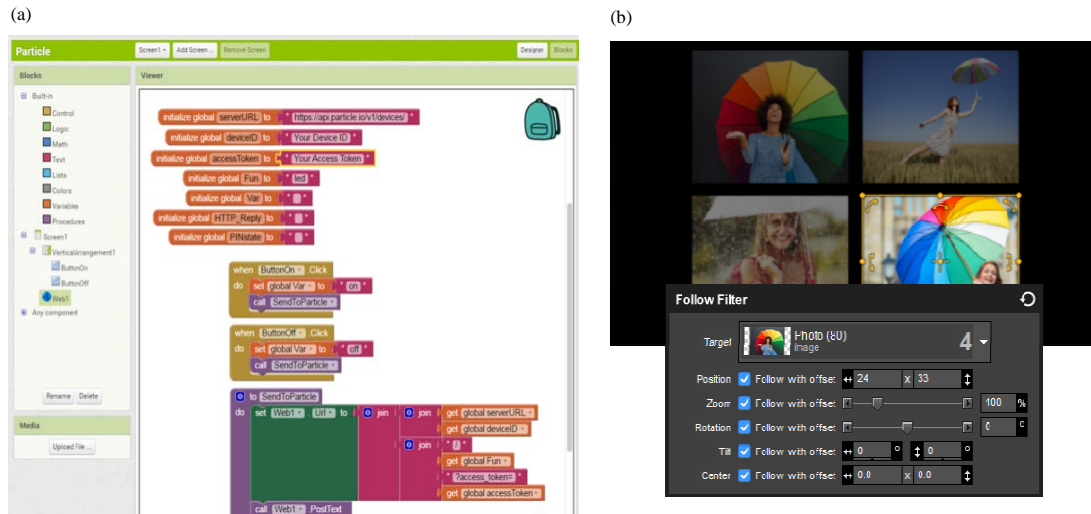 (a)
Particle
Screen1
Add Screen ...
Remove Screen
Designer
Blocks
Blocks
Viewer
Built-in
Control
Logic
Math
Text
Lists
Colors
Variables
Procedures
Screen1
VerticalArrangement1
ButtonOn
ButtonOff
Web1
Any component
Rename
Delete
Media
Upload File ...
initialize global serverURL to " https://api.particle.io/v1/devices/ "
initialize global deviceID to " Your Device ID "
initialize global accessToken to " Your Access Token "
initialize global Fun to " led "
initialize global Var to " "
initialize global HTTP_Reply to " "
initialize global PINstate to " "
when ButtonOn .Click
do set global Var to " on "
call SendToParticle
when ButtonOff .Click
do set global Var to " off "
call SendToParticle
to SendToParticle
do set Web1 . Url to join join get global serverURL
get global deviceID
join " / "
get global Fun
" ?access_token= "
get global accessToken
call Web1 .PostText
(b)
Follow Filter
Target Photo (80) 4
Image
Position Follow with offset: 24 x 33
Zoom Follow with offset: 100 %
Rotation Follow with offset: 0 °
Tilt Follow with offset: 0 ° 0 °
Center Follow with offset: 0.0 x 0.0